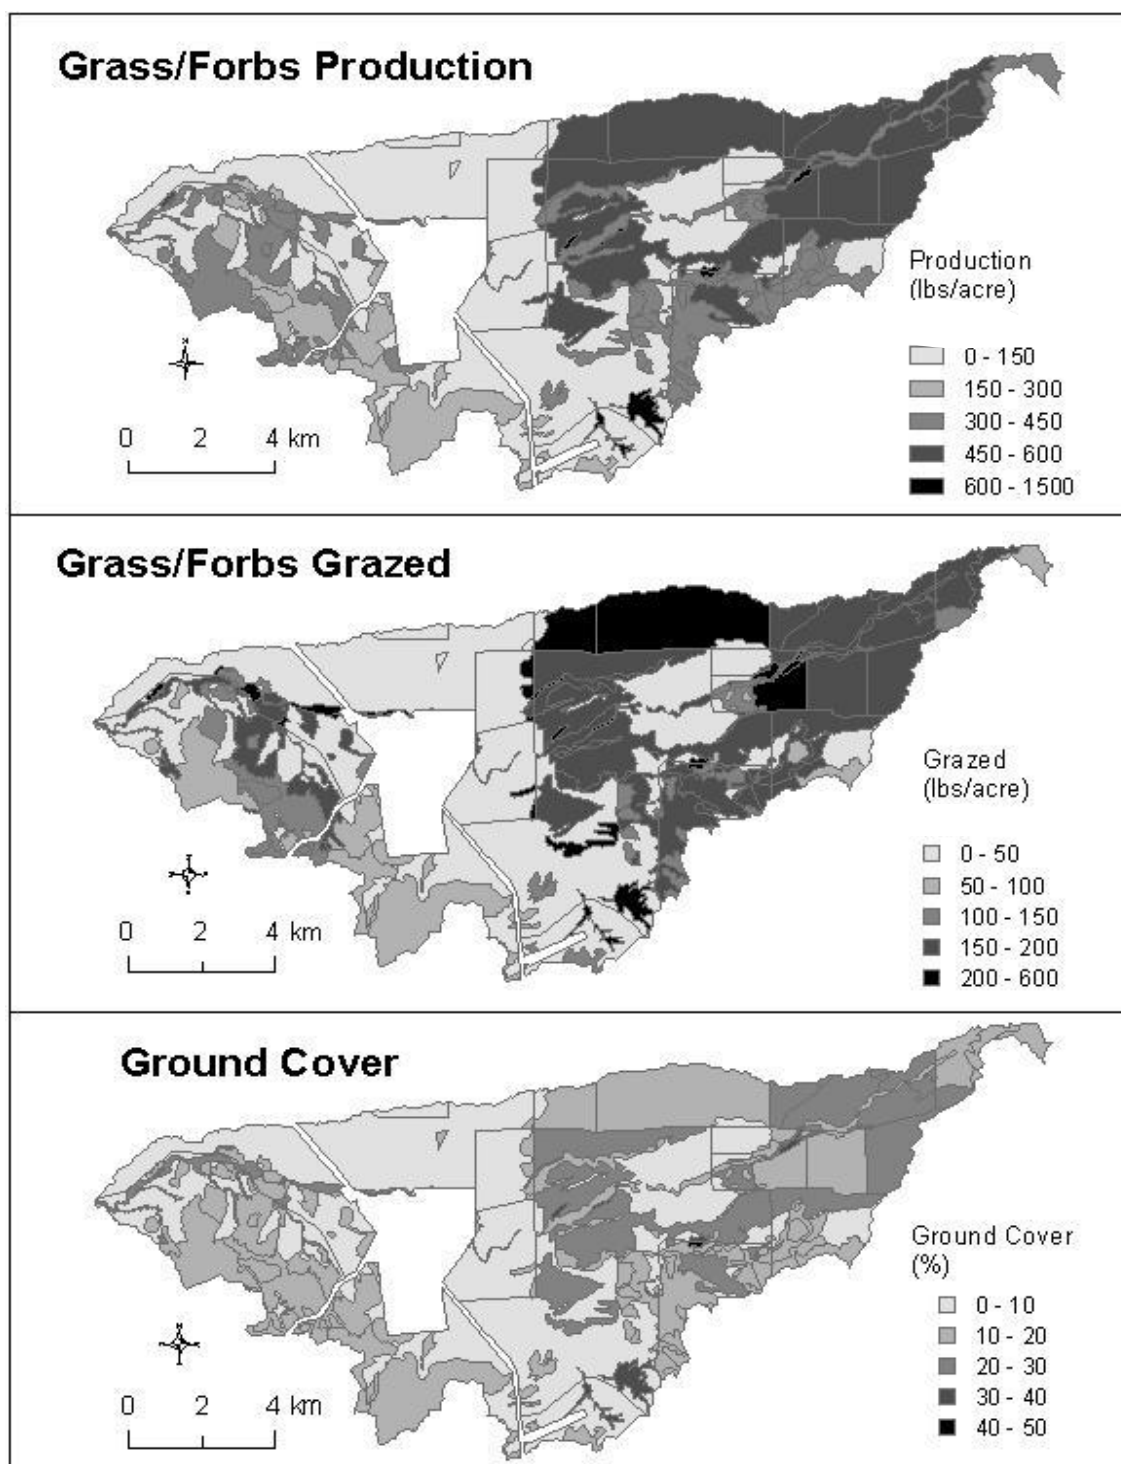 Grass/Forbs Production
Production
(lbs/acre)
0 - 150
150 - 300
300 - 450
450 - 600
600 - 1500
0 2 4 km
Grass/Forbs Grazed
Grazed
(lbs/acre)
0 - 50
50 - 100
100 - 150
150 - 200
200 - 600
0 2 4 km
Ground Cover
Ground Cover
(%)
0 - 10
10 - 20
20 - 30
30 - 40
40 - 50
0 2 4 km